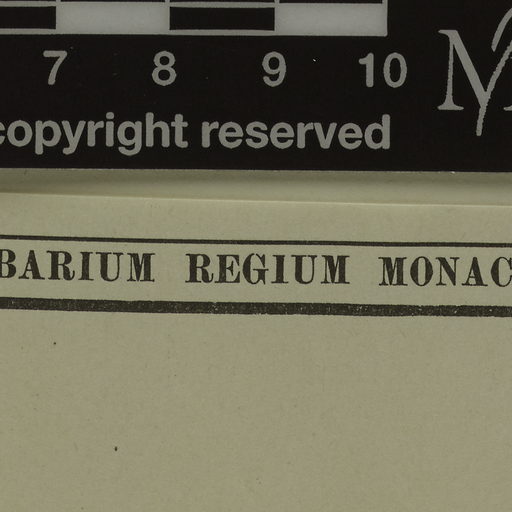 7 8 9 10
copyright reserved
BARIUM REGIUM MONAC